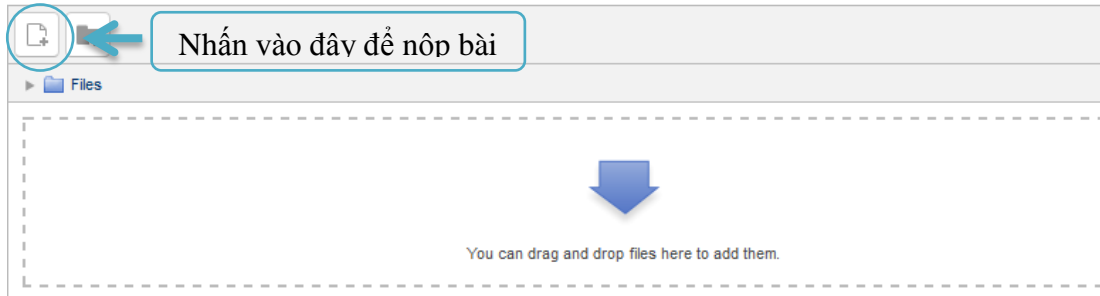 Nhấn vào đây để nộp bài
Files
You can drag and drop files here to add them.